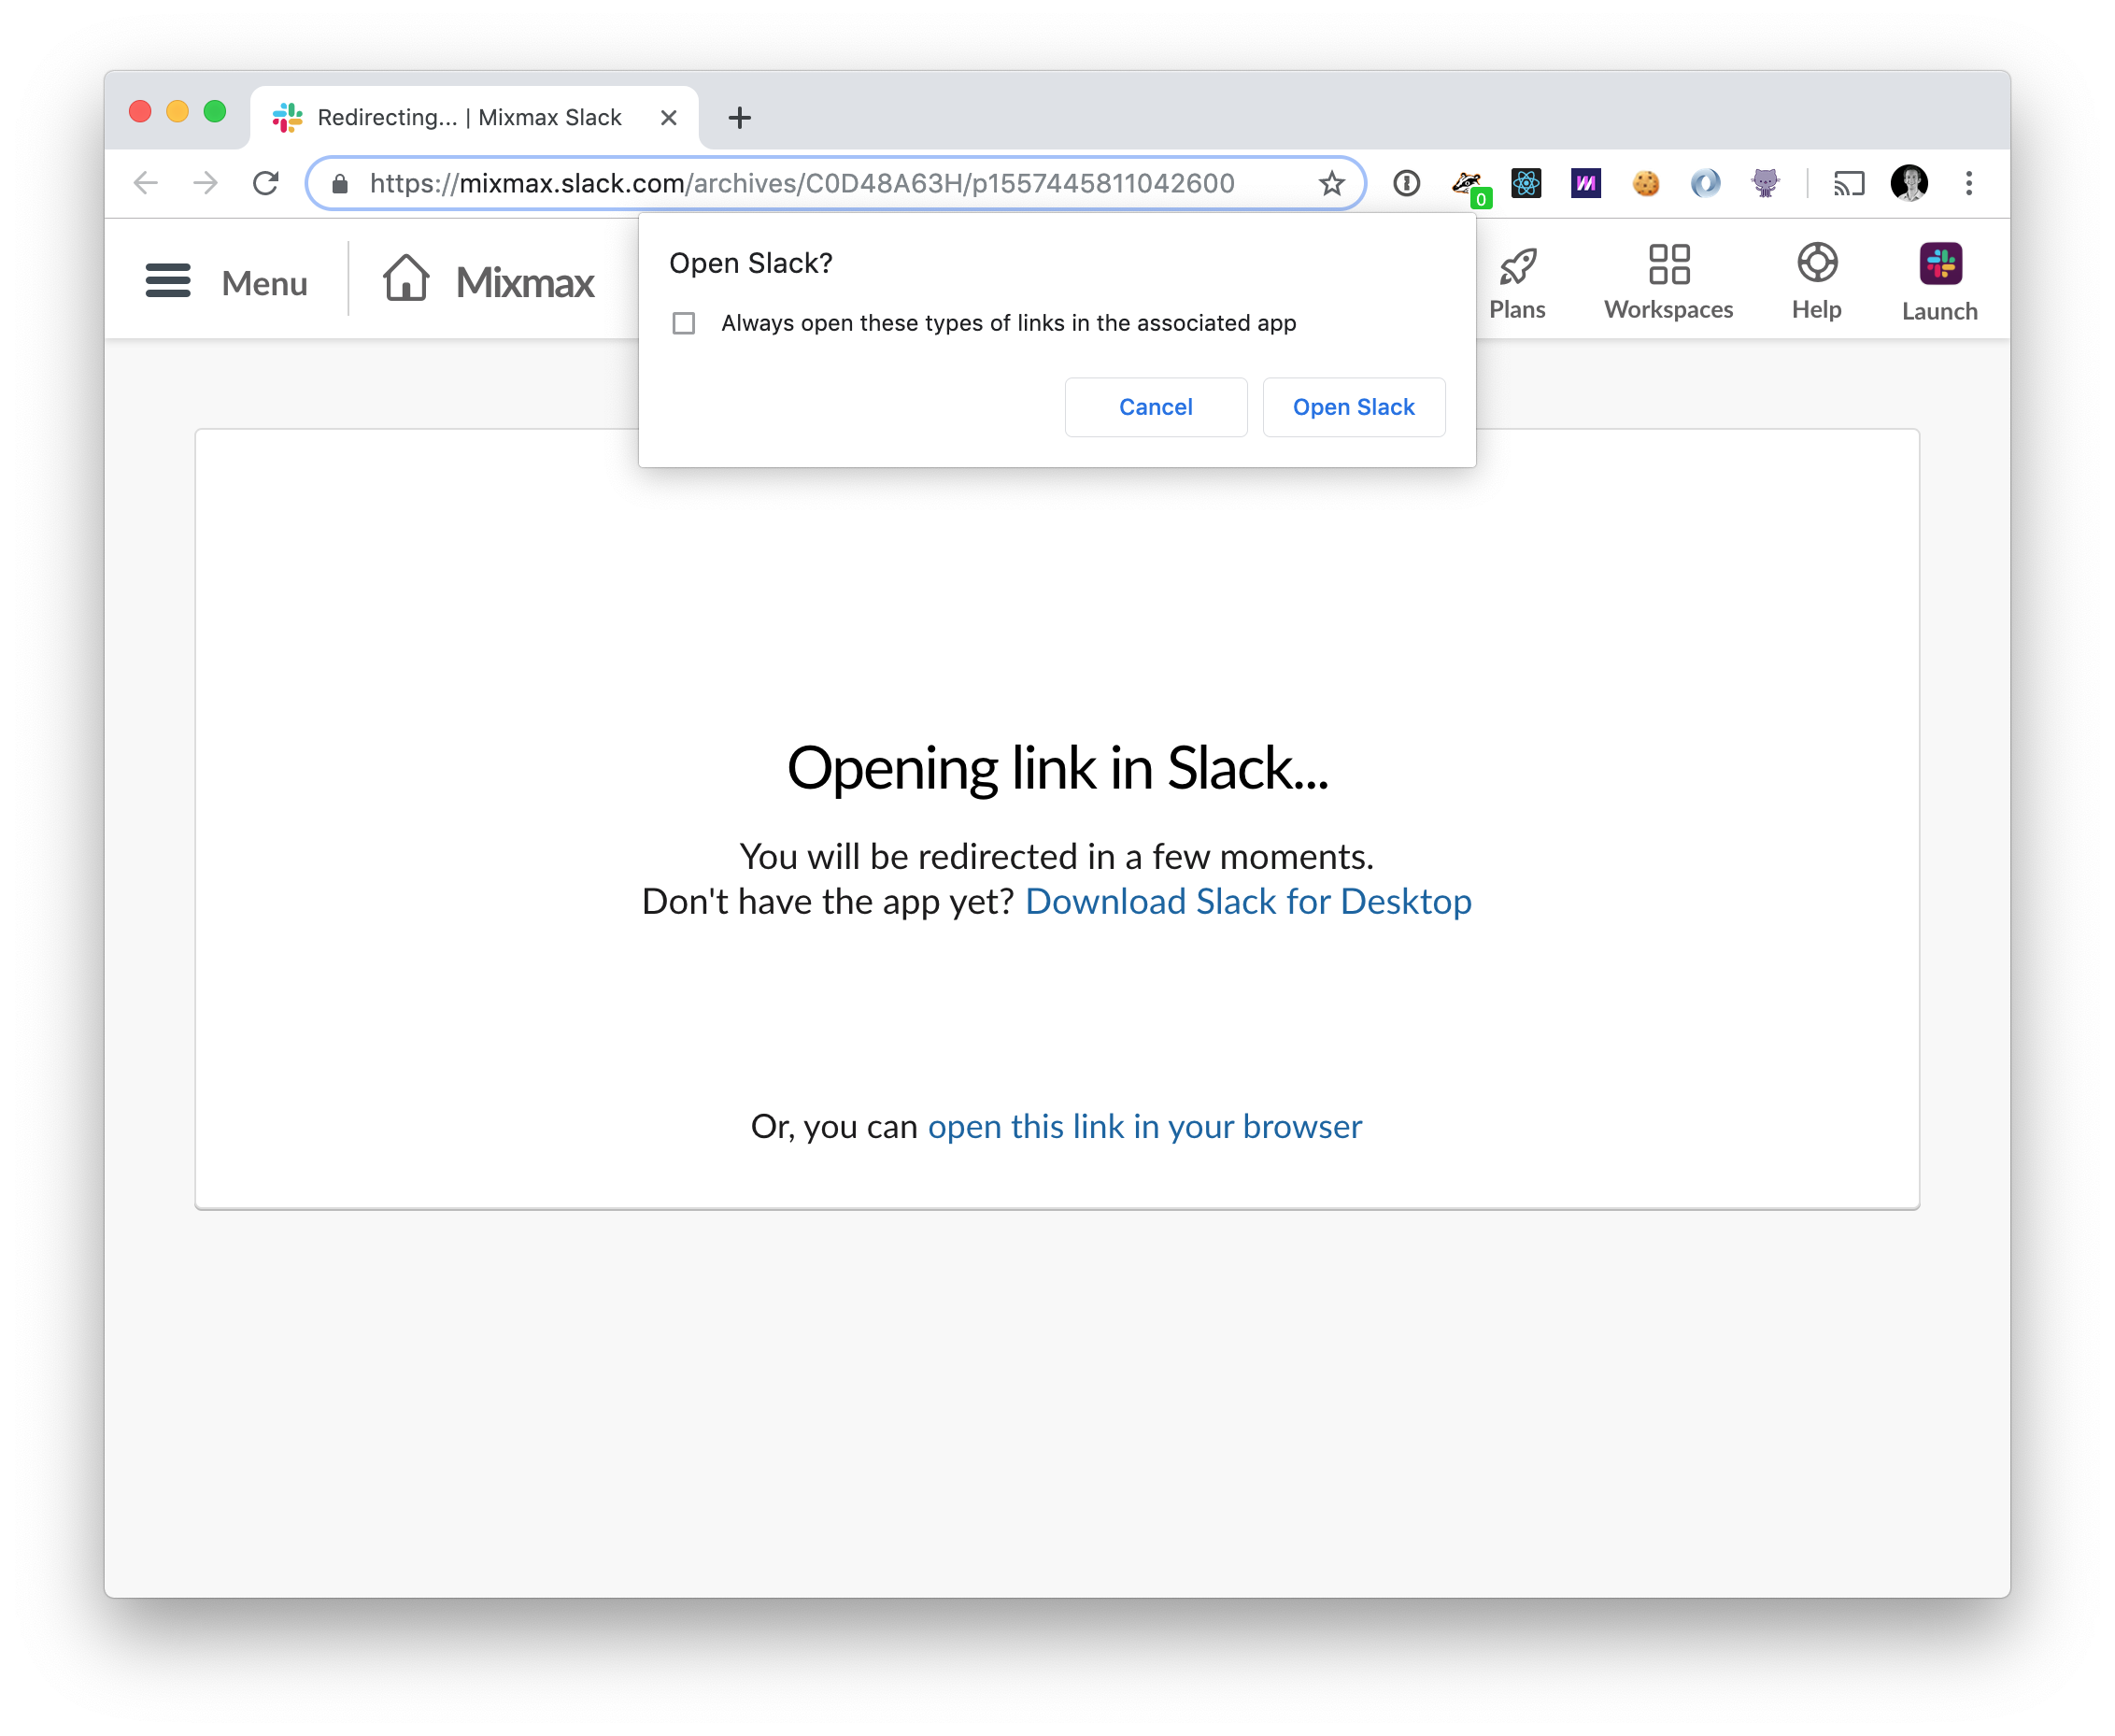 Redirecting... | Mixmax Slack
https://mixmax.slack.com/archives/C0D48A63H/p1557445811042600
0
Menu
Mixmax
Plans
Workspaces
Help
Launch
Open Slack?
Always open these types of links in the associated app
Cancel
Open Slack
Opening link in Slack...
You will be redirected in a few moments.
Don't have the app yet? Download Slack for Desktop
Or, you can open this link in your browser